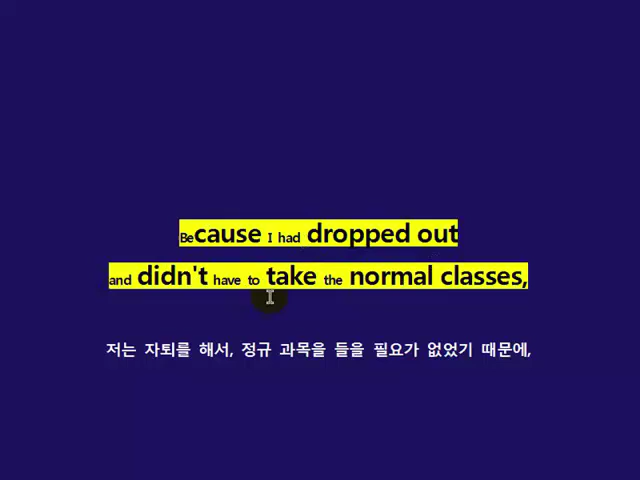 Because I had dropped out
and didn't have to take the normal classes,
저는 자퇴를 해서, 정규 과목을 들을 필요가 없었기 때문에,